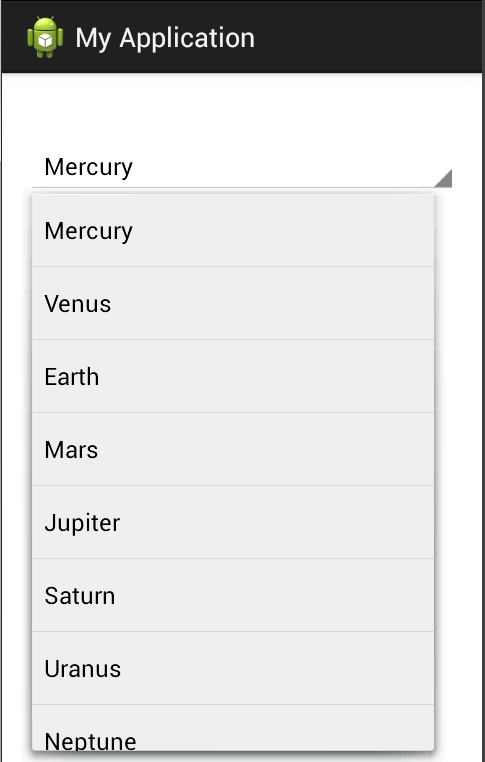 My Application
Mercury
Mercury
Venus
Earth
Mars
Jupiter
Saturn
Uranus
Neptune